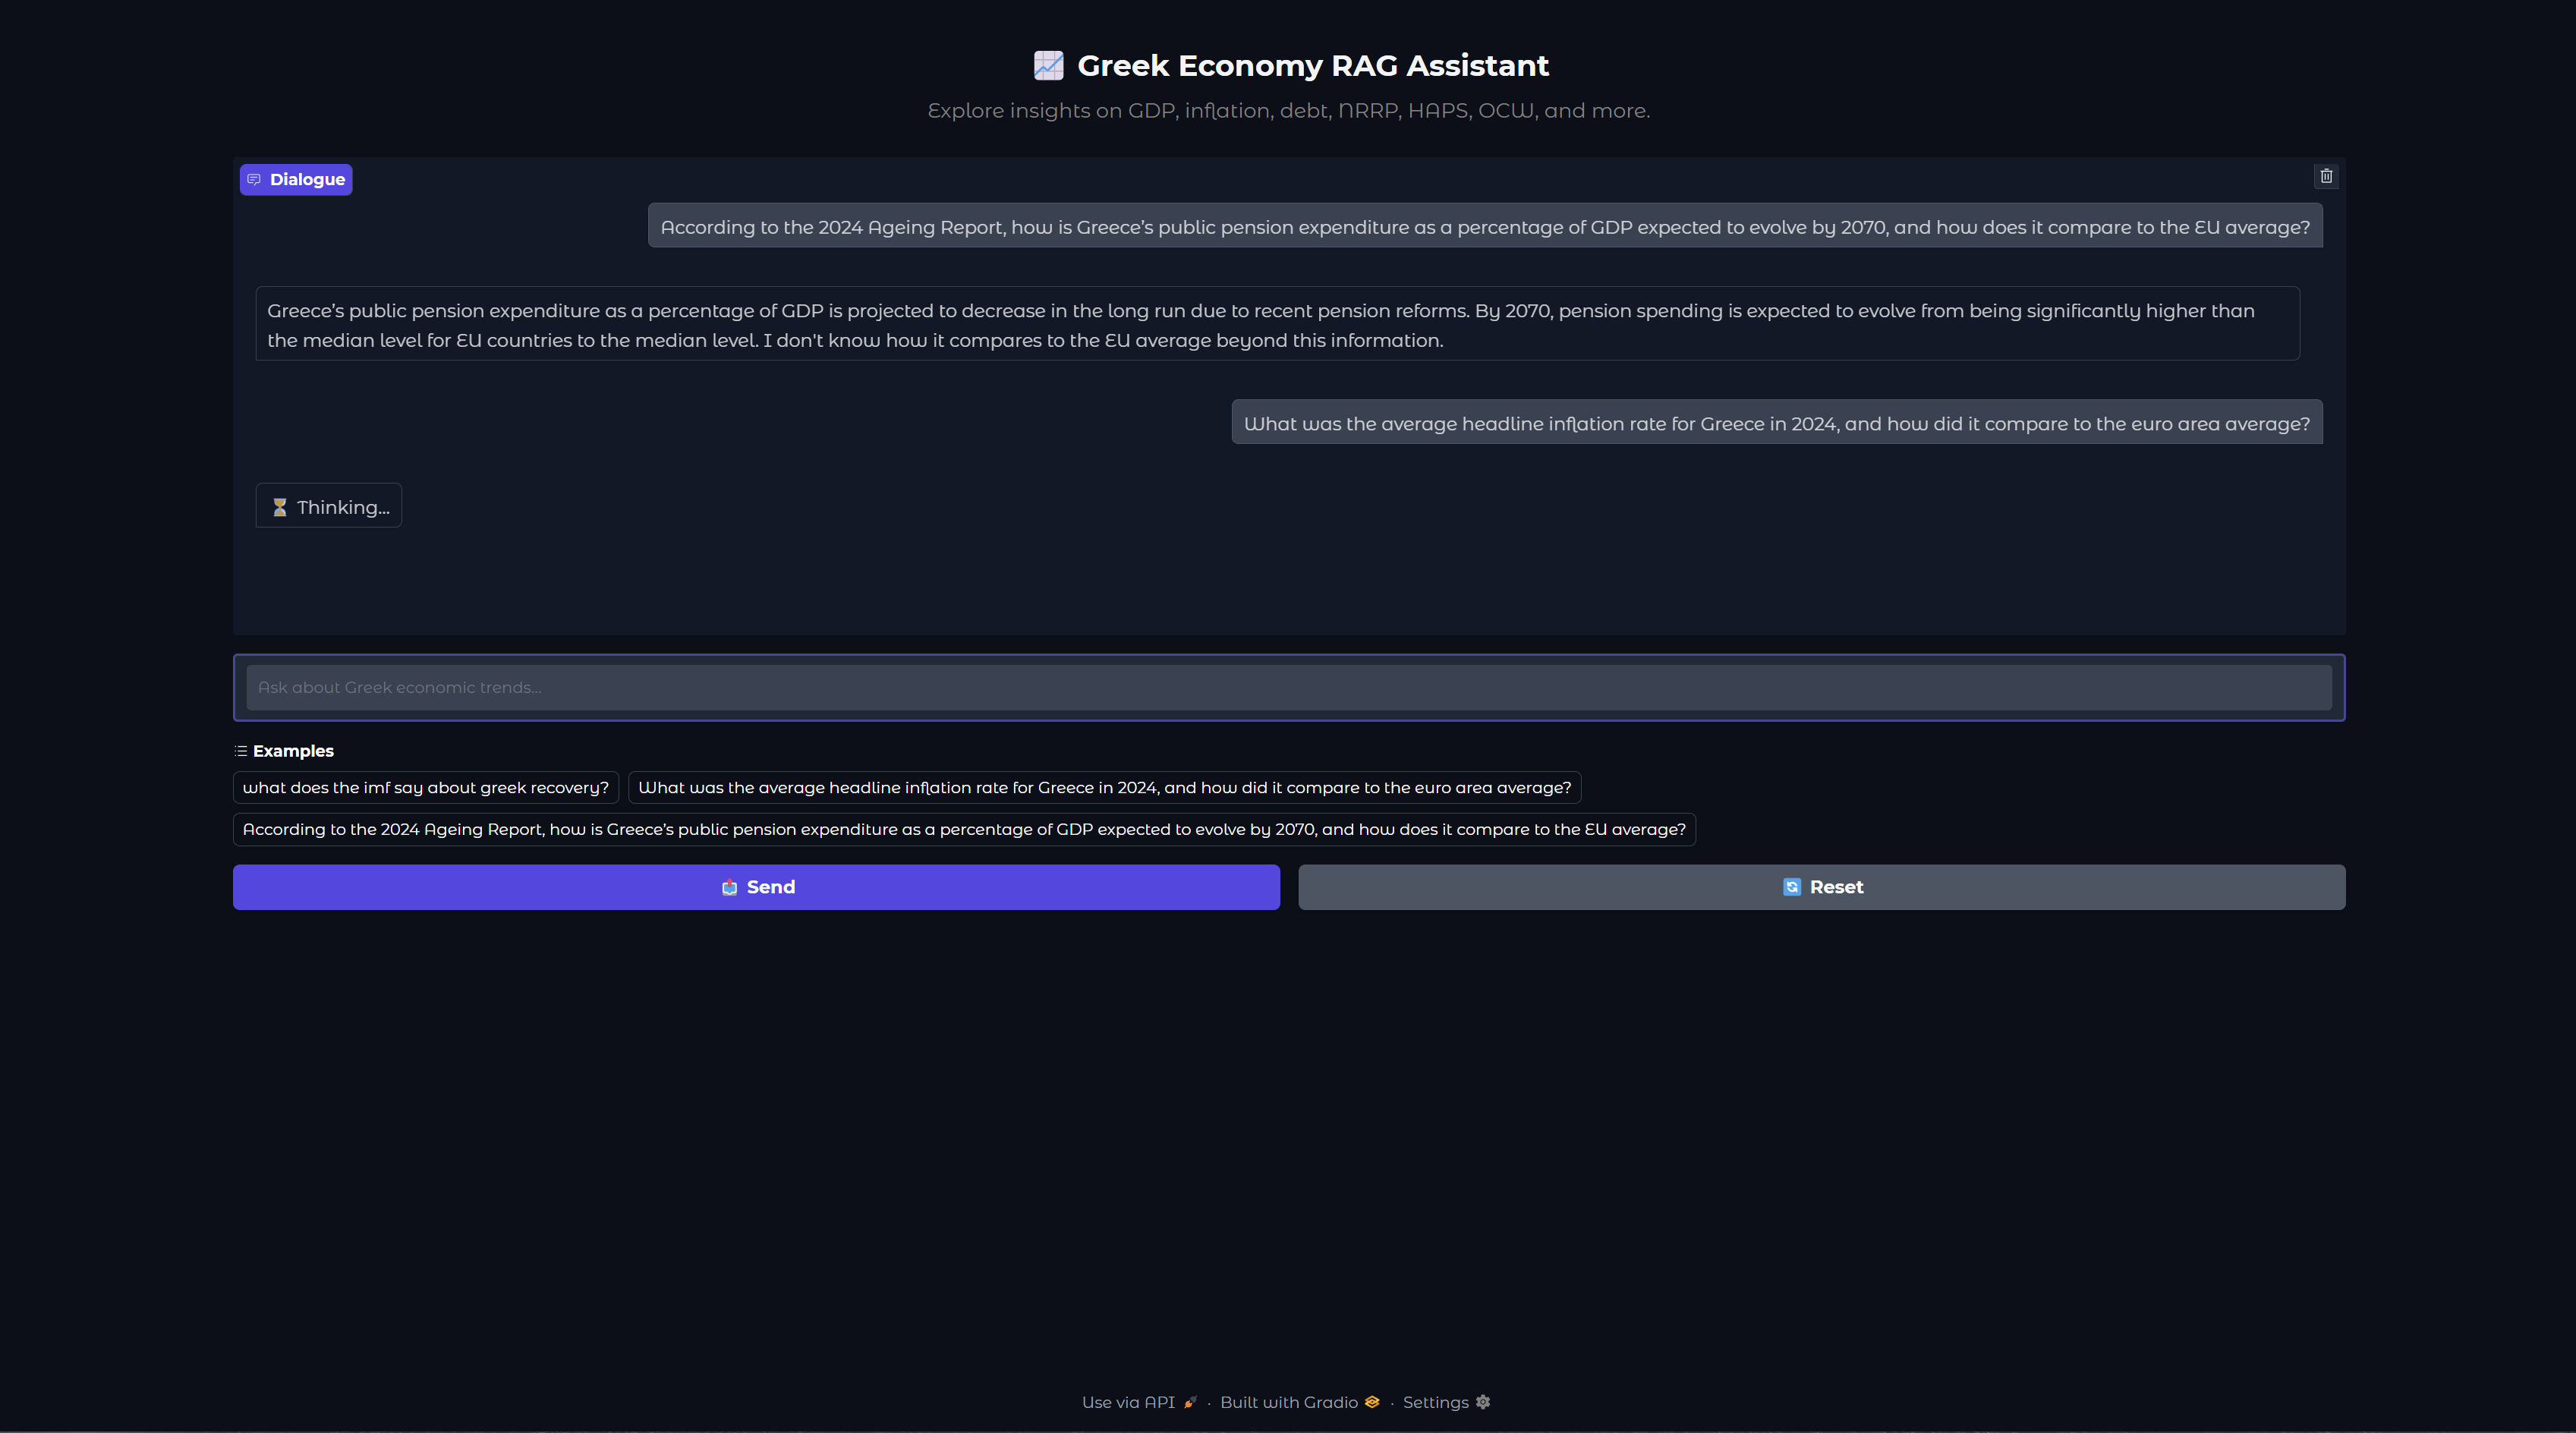 📈 Greek Economy RAG Assistant
Explore insights on GDP, inflation, debt, NRRP, HAPS, OCW, and more.
Dialogue
According to the 2024 Ageing Report, how is Greece’s public pension expenditure as a percentage of GDP expected to evolve by 2070, and how does it compare to the EU average?
Greece’s public pension expenditure as a percentage of GDP is projected to decrease in the long run due to recent pension reforms. By 2070, pension spending is expected to evolve from being significantly higher than
the median level for EU countries to the median level. I don't know how it compares to the EU average beyond this information.
What was the average headline inflation rate for Greece in 2024, and how did it compare to the euro area average?
⏳ Thinking...
Ask about Greek economic trends...
Examples
what does the imf say about greek recovery?
What was the average headline inflation rate for Greece in 2024, and how did it compare to the euro area average?
According to the 2024 Ageing Report, how is Greece’s public pension expenditure as a percentage of GDP expected to evolve by 2070, and how does it compare to the EU average?
📤 Send
🔄 Reset
Use via API 🚀 · Built with Gradio · Settings ⚙️